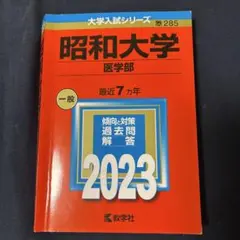 大学入試シリーズ 285
昭和大学
医学部
最近7カ年
一般
傾向と対策
過去問
解答
2023
教学社